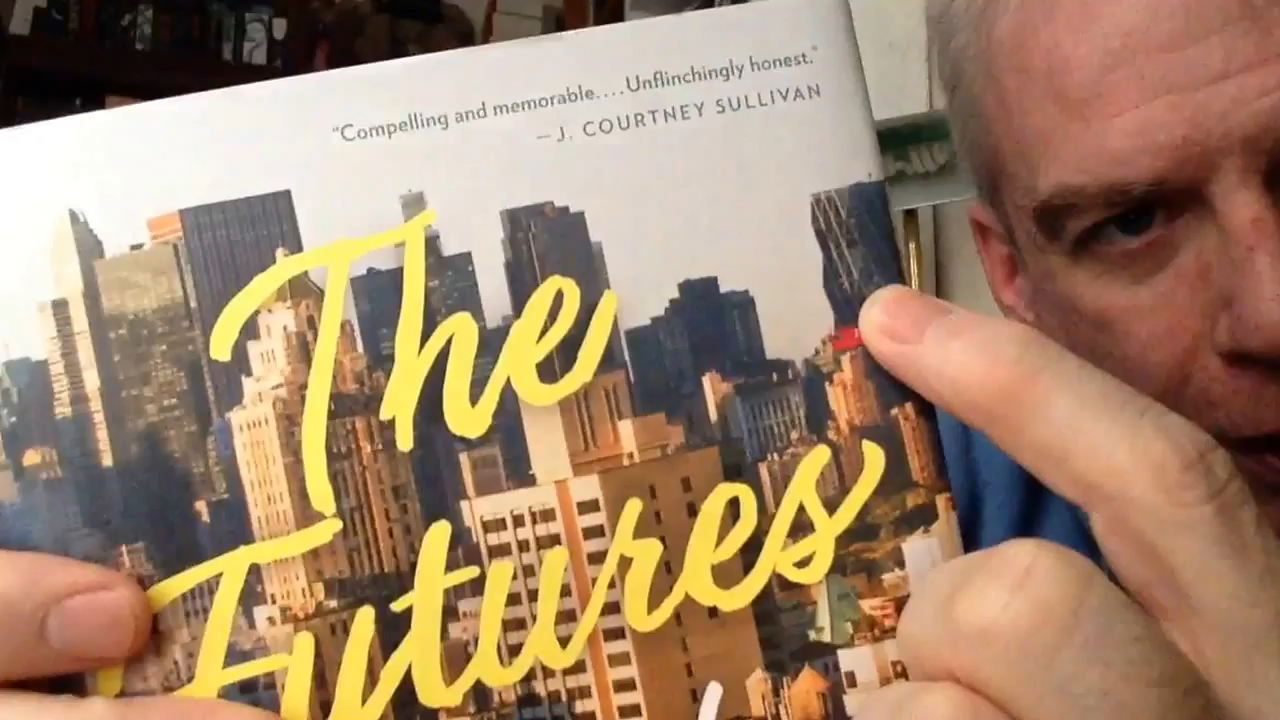 "Compelling and memorable....Unflinchingly honest."
—J. COURTNEY SULLIVAN
The
Futures